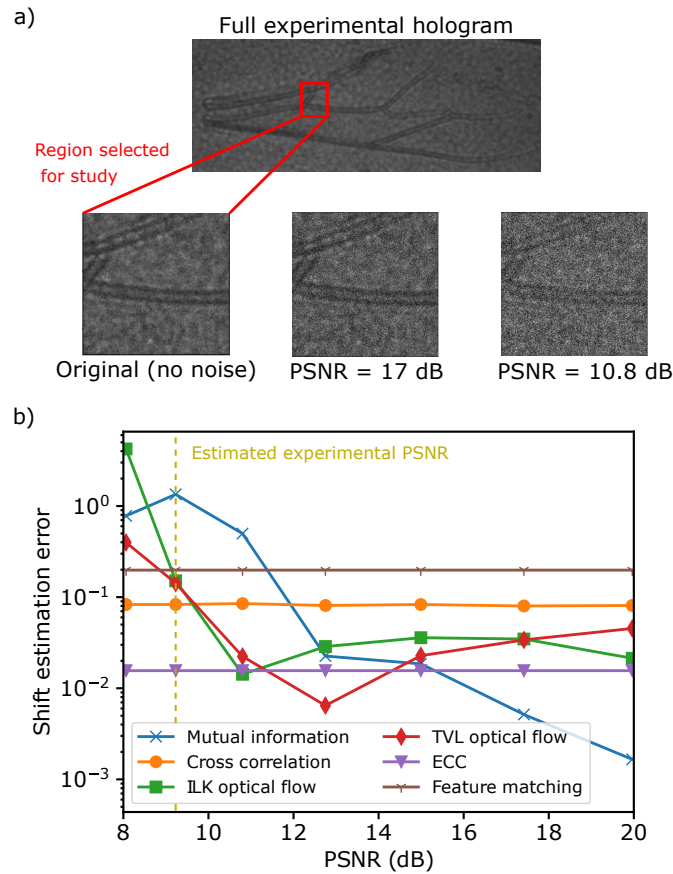 a)
Full experimental hologram
Region selected
for study
Original (no noise)
PSNR = 17 dB
PSNR = 10.8 dB
b)
Estimated experimental PSNR
Shift estimation error
10⁰
10⁻¹
10⁻²
10⁻³
Mutual information
Cross correlation
ILK optical flow
TVL optical flow
ECC
Feature matching
8 10 12 14 16 18 20
PSNR (dB)